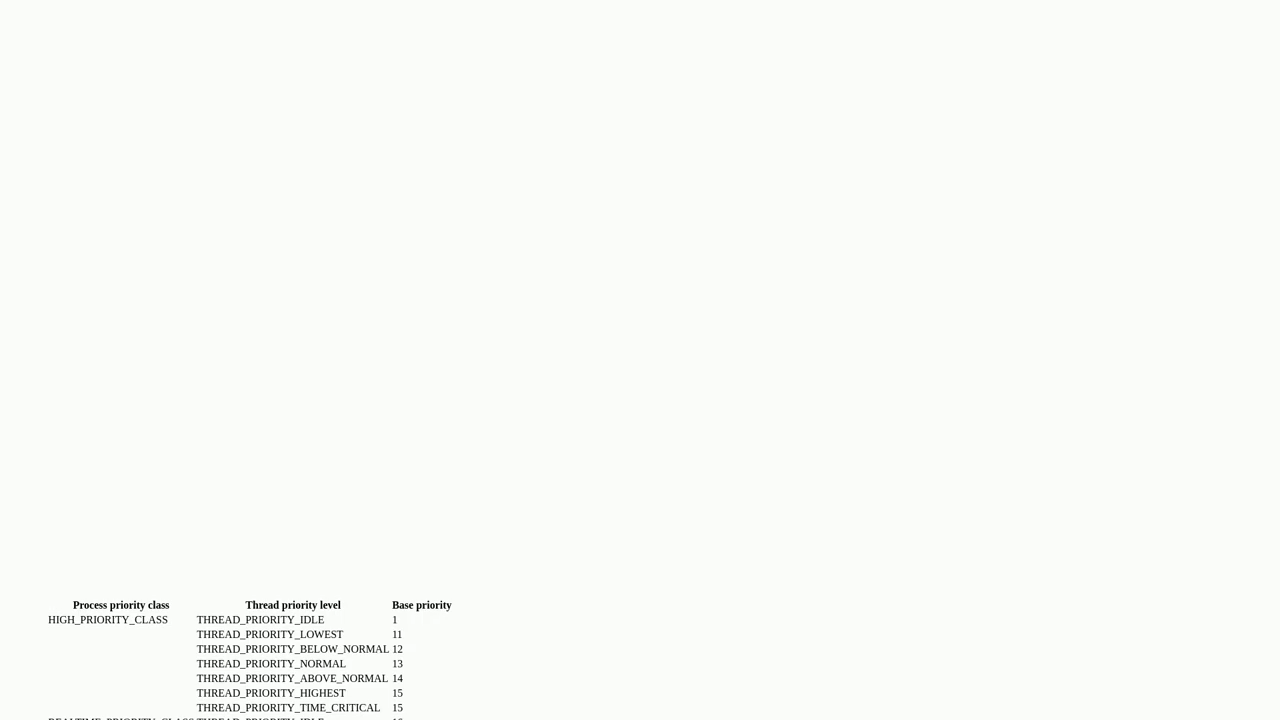 Process priority class Thread priority level Base priority
HIGH_PRIORITY_CLASS THREAD_PRIORITY_IDLE 1
THREAD_PRIORITY_LOWEST 11
THREAD_PRIORITY_BELOW_NORMAL 12
THREAD_PRIORITY_NORMAL 13
THREAD_PRIORITY_ABOVE_NORMAL 14
THREAD_PRIORITY_HIGHEST 15
THREAD_PRIORITY_TIME_CRITICAL 15